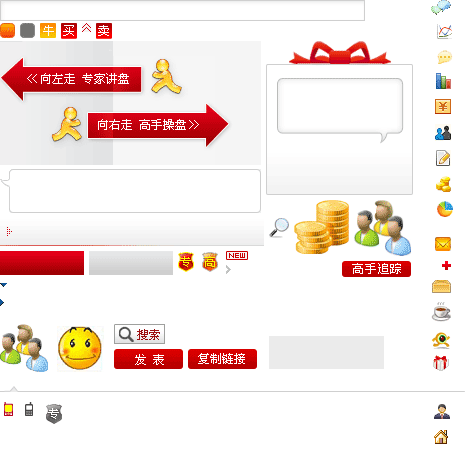 牛 买 卖
向左走 专家讲盘
向右走 高手操盘
专 高 NEW
高手追踪
搜索
发表 复制链接
专